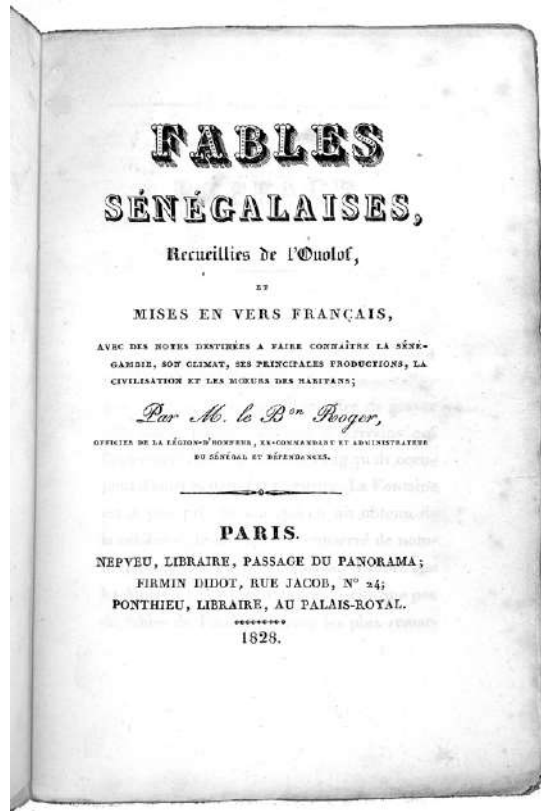 FABLES
SÉNÉGALAISES,
Recueillies de l'Ouolof,
ET
MISES EN VERS FRANÇAIS,
AVEC DES NOTES DESTINÉES A FAIRE CONNAÎTRE LA SÉNÉ-
GAMBIE, SON CLIMAT, SES PRINCIPALES PRODUCTIONS, LA
CIVILISATION ET LES MŒURS DES HABITANS;
Par M. le Bon Roger,
OFFICIER DE LA LÉGION-D'HONNEUR, EX-COMMANDANT ET ADMINISTRATEUR
DU SÉNÉGAL ET DÉPENDANCES.
PARIS.
NEPVEU, LIBRAIRE, PASSAGE DU PANORAMA;
FIRMIN DIDOT, RUE JACOB, N° 24;
PONTHIEU, LIBRAIRE, AU PALAIS-ROYAL.
1828.